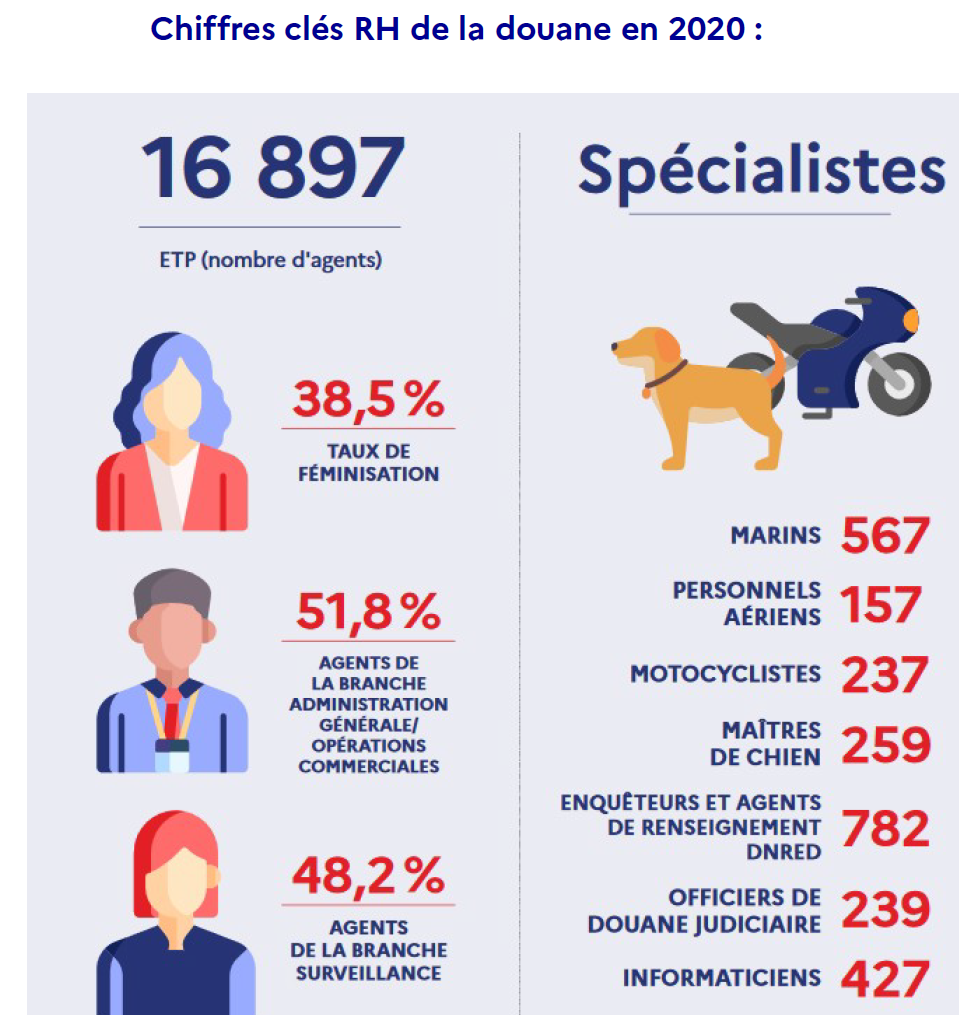 Chiffres clés RH de la douane en 2020 :
16 897
ETP (nombre d'agents)
38,5 %
TAUX DE
FÉMINISATION
51,8 %
AGENTS DE
LA BRANCHE
ADMINISTRATION
GÉNÉRALE/
OPÉRATIONS
COMMERCIALES
48,2 %
AGENTS
DE LA BRANCHE
SURVEILLANCE
Spécialistes
MARINS 567
PERSONNELS
AÉRIENS 157
MOTOCYCLISTES 237
MAÎTRES
DE CHIEN 259
ENQUÊTEURS ET AGENTS
DE RENSEIGNEMENT 782
DNRED
OFFICIERS DE
DOUANE JUDICIAIRE 239
INFORMATICIENS 427